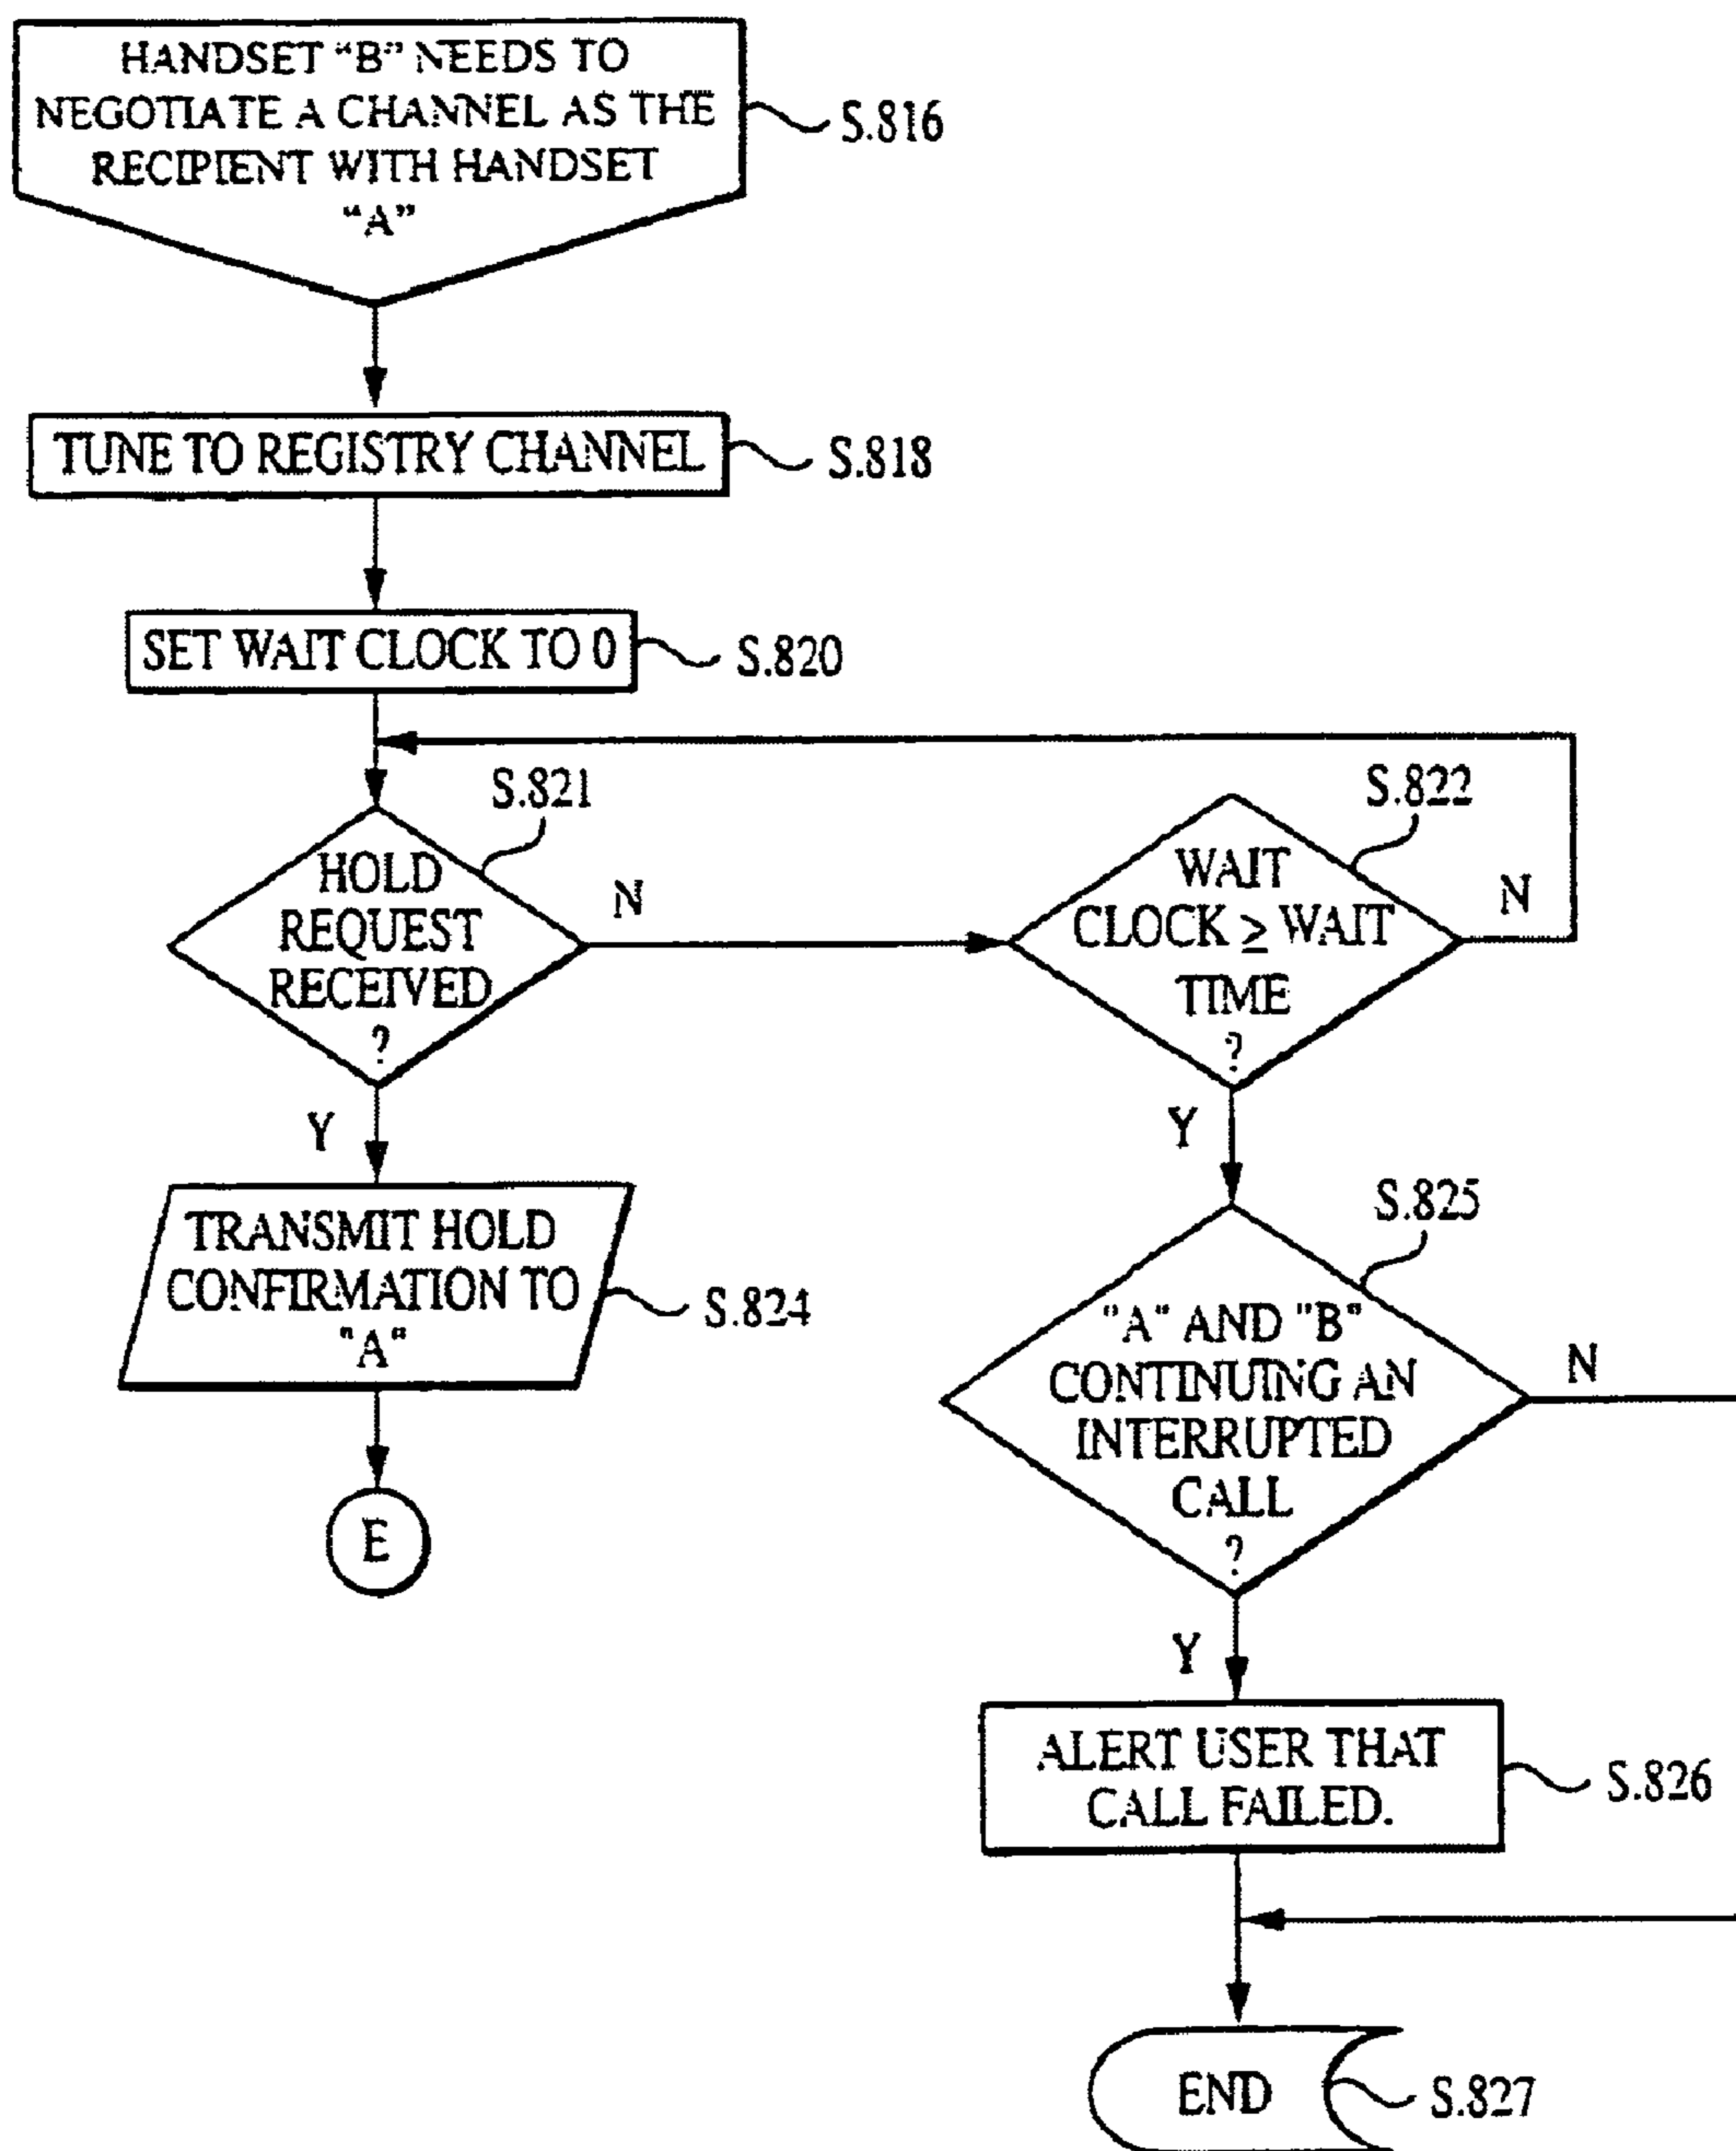 HANDSET “B” NEEDS TO
NEGOTIATE A CHANNEL AS THE
RECIPIENT WITH HANDSET
“A”
S.816
TUNE TO REGISTRY CHANNEL
S.818
SET WAIT CLOCK TO 0
S.820
S.821
HOLD
REQUEST
RECEIVED
?
N
Y
S.822
WAIT
CLOCK ≥ WAIT
TIME
?
N
Y
TRANSMIT HOLD
CONFIRMATION TO
"A"
S.824
E
S.825
"A" AND "B"
CONTINUING AN
INTERRUPTED
CALL
?
N
Y
ALERT USER THAT
CALL FAILED.
S.826
END
S.827